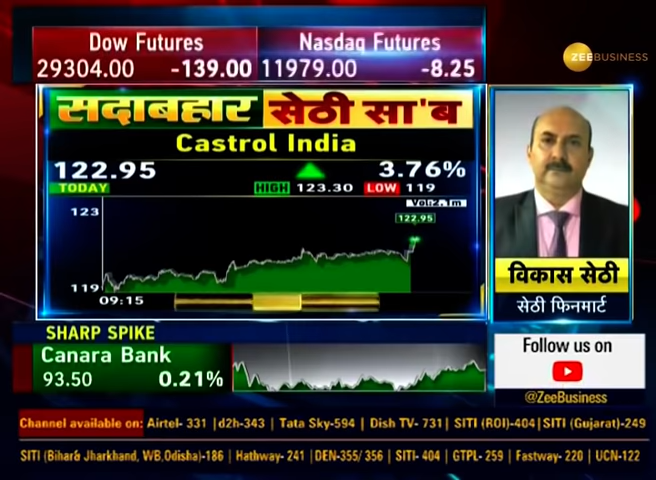 Dow Futures
29304.00 -139.00
Nasdaq Futures
11979.00 -8.25
ZEEBUSINESS
सदाबहार सेठी सा'ब
Castrol India
122.95 3.76%
TODAY HIGH 123.30 LOW 119
Vol:2.1m
122.95
123
119
09:15
विकास सेठी
सेठी फिनमार्ट
SHARP SPIKE
Canara Bank
93.50 0.21%
Follow us on
@ZeeBusiness
Channel available on: Airtel- 331 |d2h-343 | Tata Sky-594 | Dish TV- 731| SITI (ROI)-404|SITI (Gujarat)-249
SITI (Bihar& Jharkhand, WB,Odisha)-186 | Hathway- 241 |DEN-355/ 356 | SITI- 404 | GTPL- 259 | Fastway- 220 | UCN-122